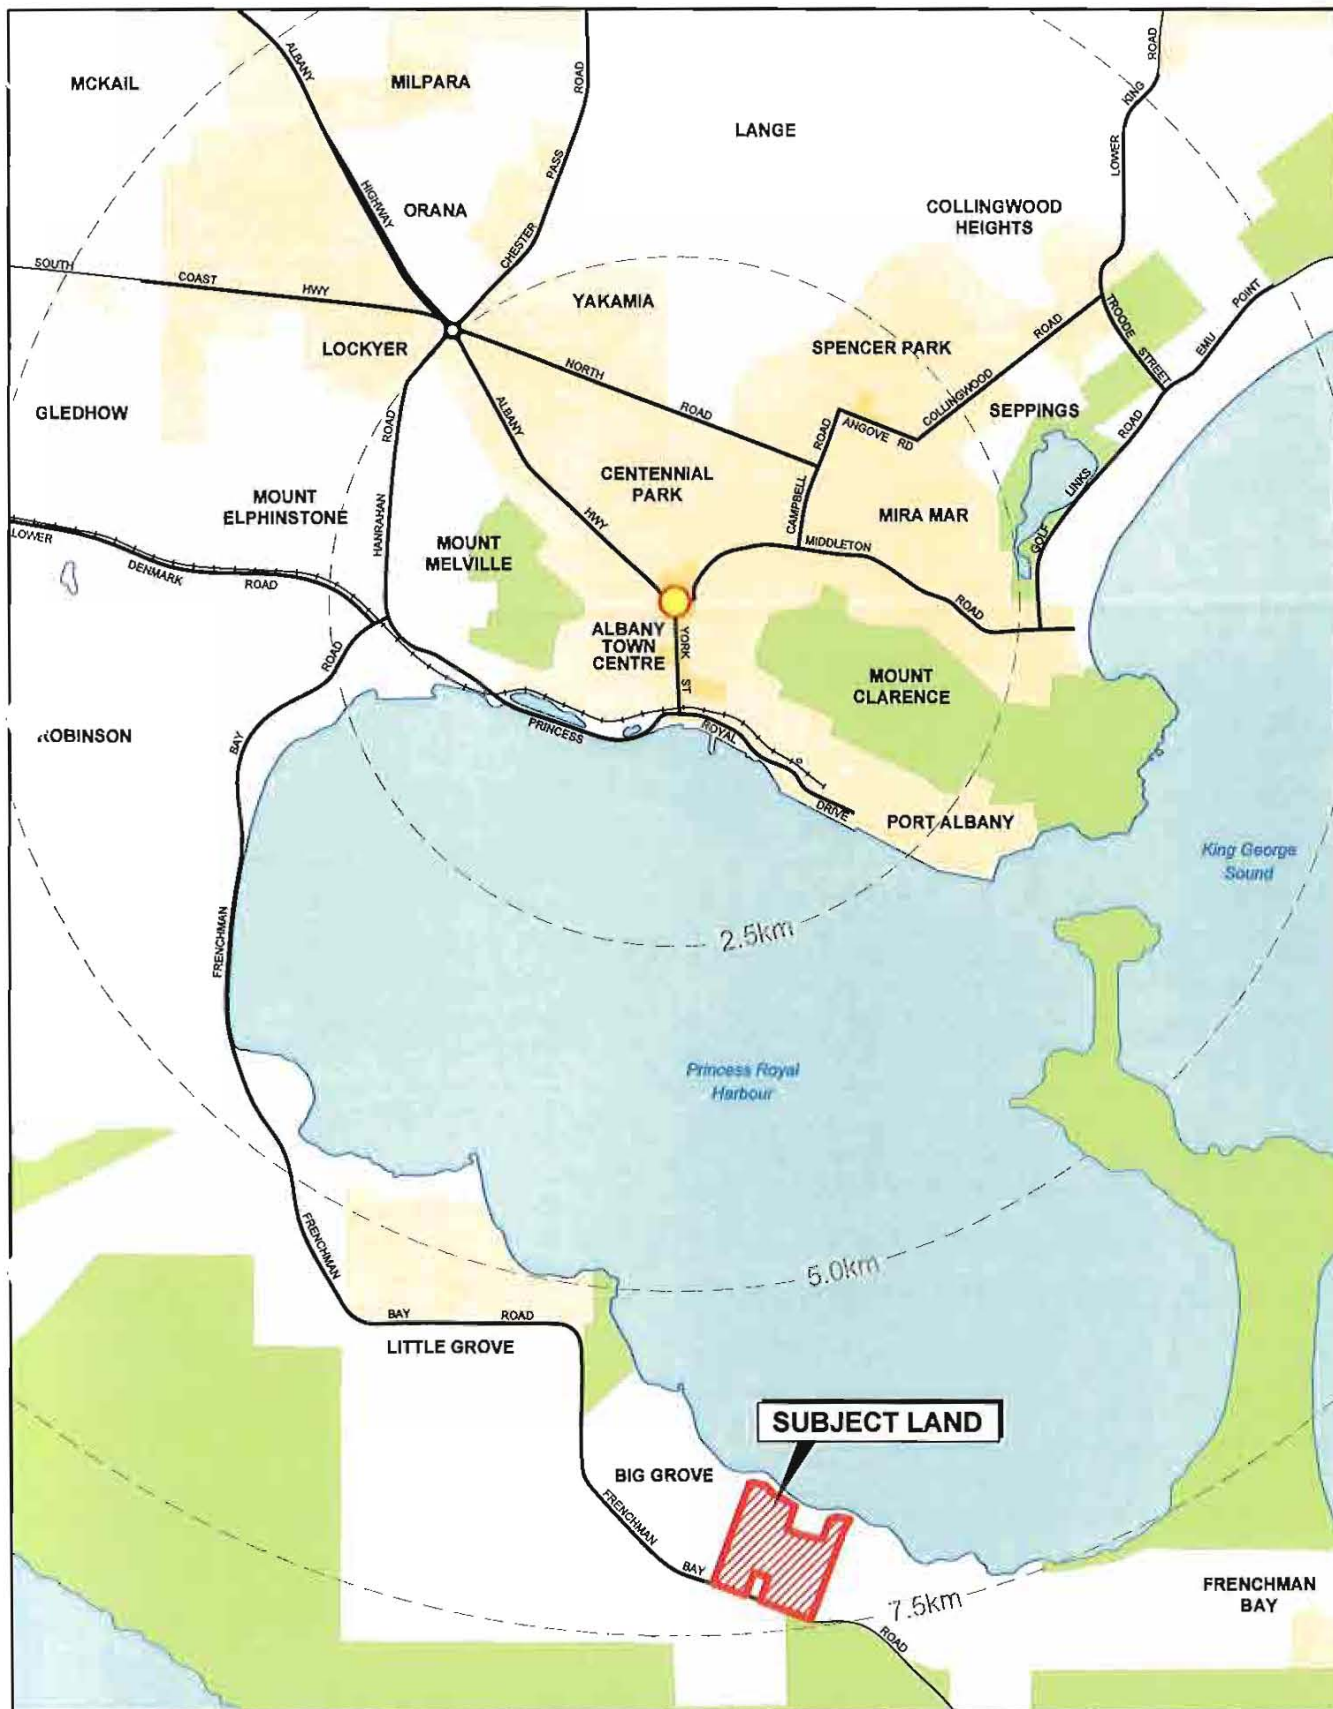 MCKAIL
ALBANY
MILPARA
ROAD
LANGE
KING
ROAD
LOWER
PASS
HIGHWAY
ORANA
CHESTER
COLLINGWOOD
HEIGHTS
SOUTH
COAST
HWY
YAKAMIA
LOCKYER
NORTH
ROAD
SPENCER PARK
ROAD
COLLINGWOOD
TROODE
STREET
EMU
POINT
GLEDHOW
ROAD
ALBANY
SEPPINGS
ROAD
ANGOVE RD
ROAD
LINKS
GOLF
MOUNT
ELPHINSTONE
HANRAHAN
MOUNT
MELVILLE
CENTENNIAL
PARK
HWY
CAMPBELL
MIRA MAR
MIDDLETON
ROAD
LOWER
DENMARK
ROAD
ROAD
ALBANY
TOWN
CENTRE
YORK
ST
MOUNT
CLARENCE
ROBINSON
BAY
PRINCESS
ROYAL
DRIVE
PORT ALBANY
King George
Sound
FRENCHMAN
2.5km
Princess Royal
Harbour
FRENCHMAN
5.0km
BAY
ROAD
LITTLE GROVE
SUBJECT LAND
BIG GROVE
FRENCHMAN
BAY
7.5km
ROAD
FRENCHMAN
BAY